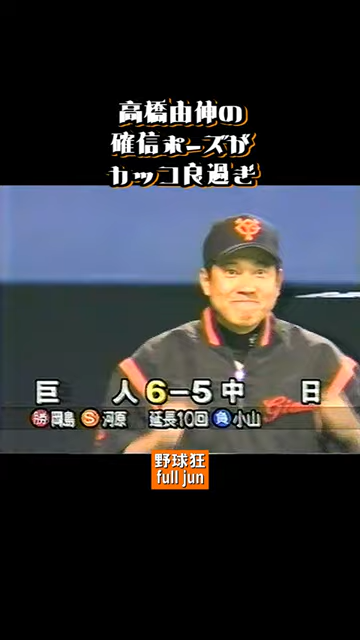 高橋由伸の
確信ポーズが
カッコ良過ぎ
YG
Giants
巨人 6-5 中日
勝 岡島 S 河原 延長10回 負 小山
野球狂
full jun